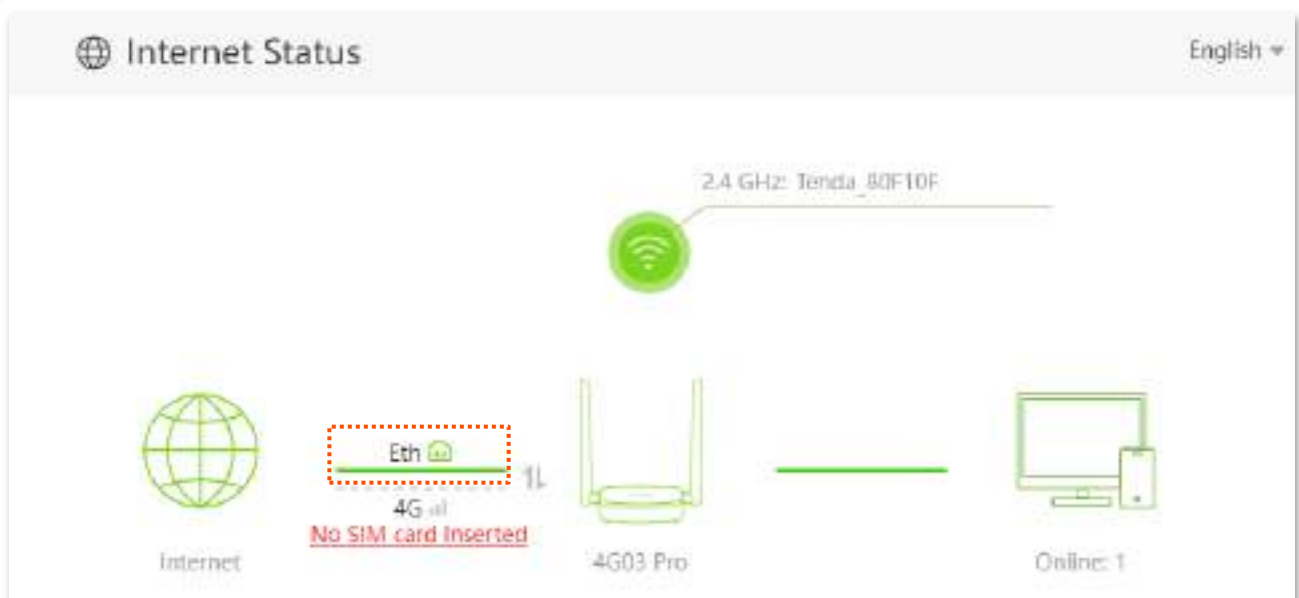 Internet Status
English
2.4 GHz: Tenda_80F10F
Eth
4G
No SIM card Inserted
Internet
4G03 Pro
Online: 1